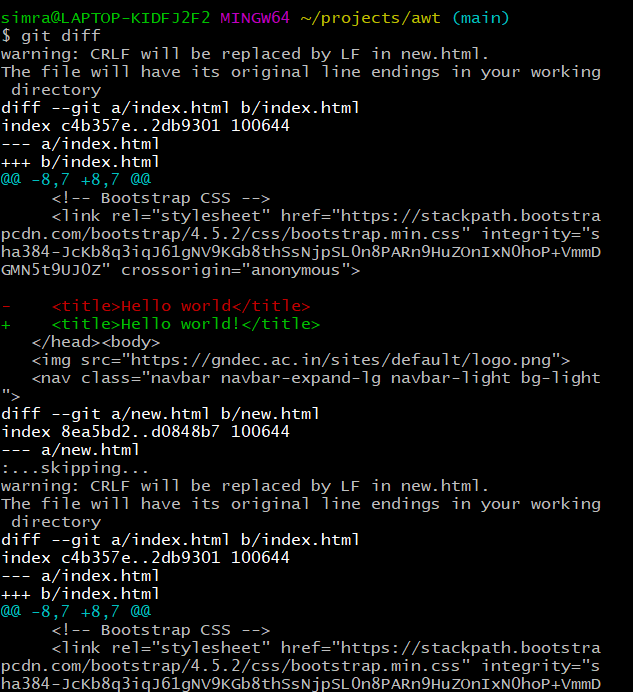 simra@LAPTOP-KIDFJ2F2 MINGW64 ~/projects/awt (main)
$ git diff
warning: CRLF will be replaced by LF in new.html.
The file will have its original line endings in your working
 directory
diff --git a/index.html b/index.html
index c4b357e..2db9301 100644
--- a/index.html
+++ b/index.html
@@ -8,7 +8,7 @@
     <!-- Bootstrap CSS -->
     <link rel="stylesheet" href="https://stackpath.bootstra
pcdn.com/bootstrap/4.5.2/css/bootstrap.min.css" integrity="s
ha384-JcKb8q3iqJ61gNV9KGb8thSsNjpSL0n8PARn9HuZOnIxN0hoP+VmmD
GMN5t9UJ0Z" crossorigin="anonymous">
-    <title>Hello world</title>
+    <title>Hello world!</title>
   </head><body>
   <img src="https://gndec.ac.in/sites/default/logo.png">
   <nav class="navbar navbar-expand-lg navbar-light bg-light
">
diff --git a/new.html b/new.html
index 8ea5bd2..d0848b7 100644
--- a/new.html
:...skipping...
warning: CRLF will be replaced by LF in new.html.
The file will have its original line endings in your working
 directory
diff --git a/index.html b/index.html
index c4b357e..2db9301 100644
--- a/index.html
+++ b/index.html
@@ -8,7 +8,7 @@
     <!-- Bootstrap CSS -->
     <link rel="stylesheet" href="https://stackpath.bootstra
pcdn.com/bootstrap/4.5.2/css/bootstrap.min.css" integrity="s
ha384-JcKb8q3iqJ61gNV9KGb8thSsNjpSL0n8PARn9HuZOnIxN0hoP+VmmD